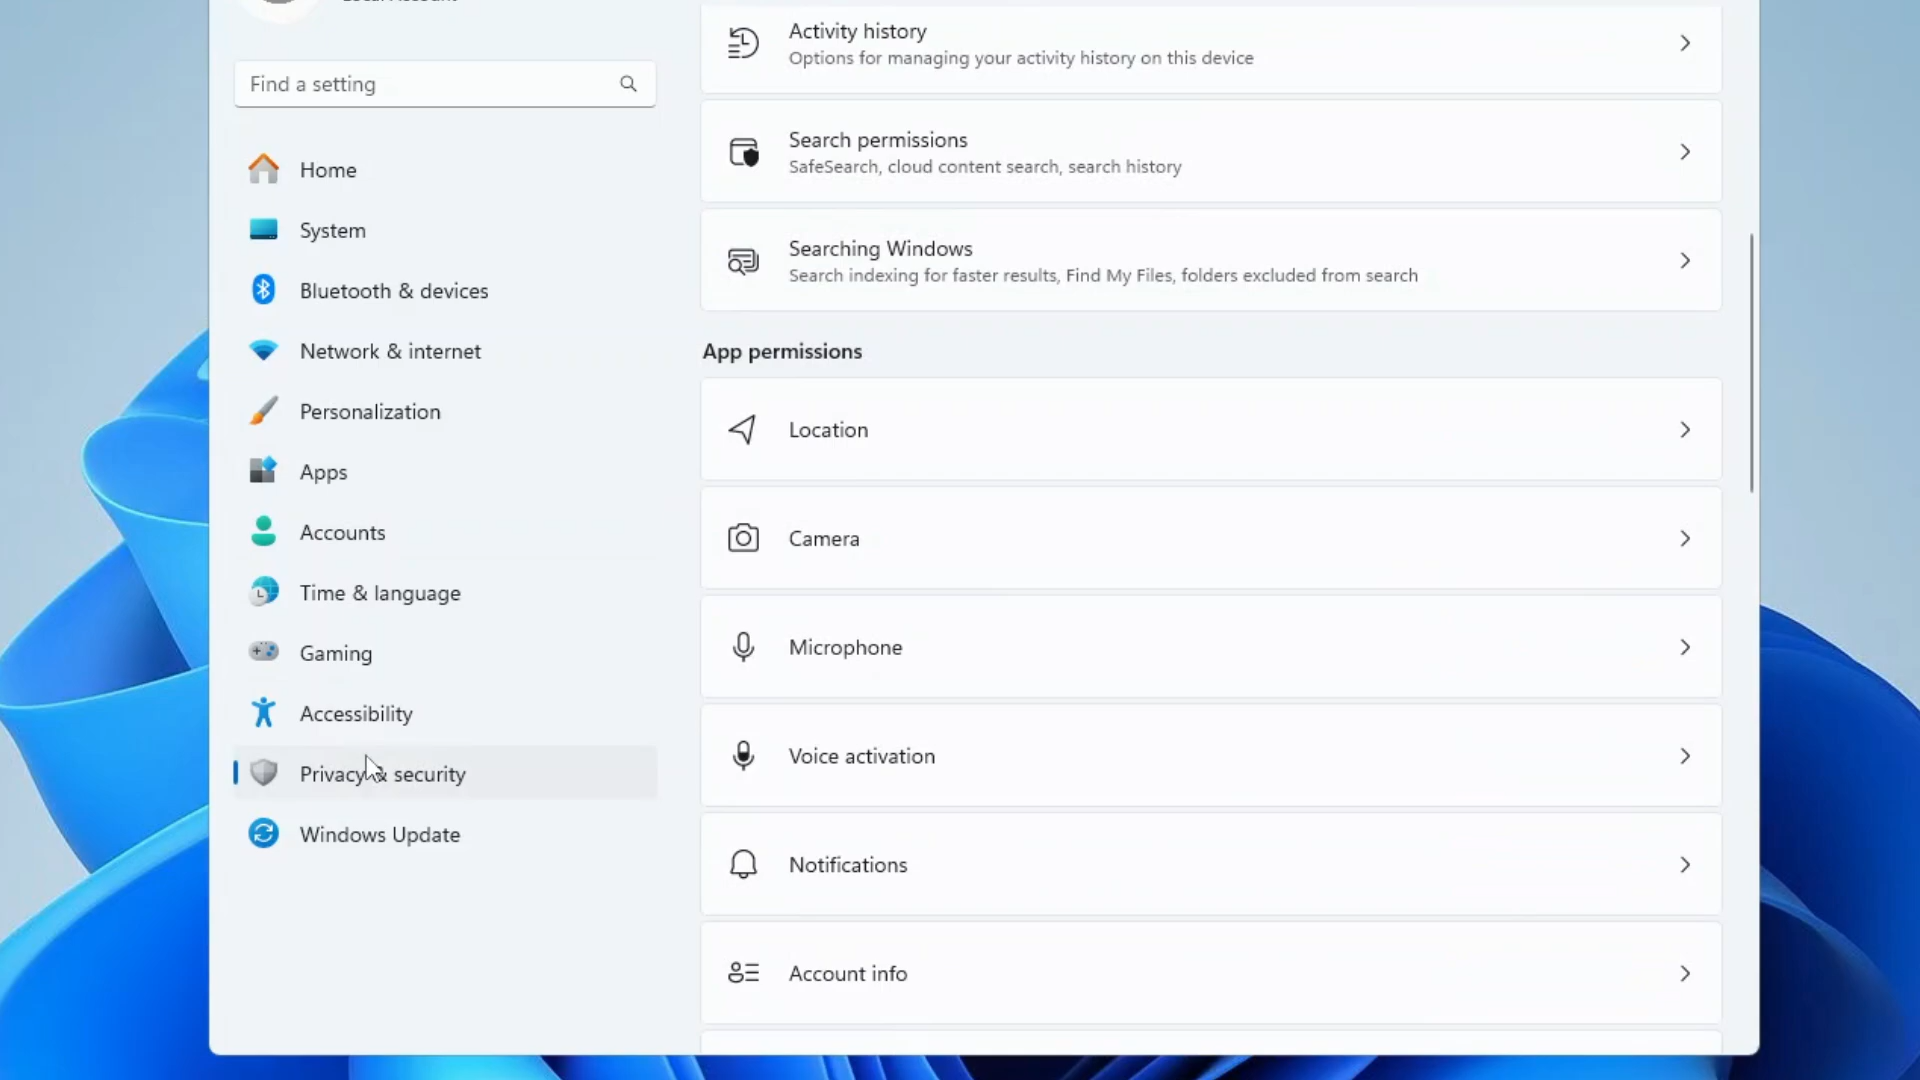 Find a setting
Home
System
Bluetooth & devices
Network & internet
Personalization
Apps
Accounts
Time & language
Gaming
Accessibility
Privacy & security
Windows Update
Activity history
Options for managing your activity history on this device
Search permissions
SafeSearch, cloud content search, search history
Searching Windows
Search indexing for faster results, Find My Files, folders excluded from search
App permissions
Location
Camera
Microphone
Voice activation
Notifications
Account info